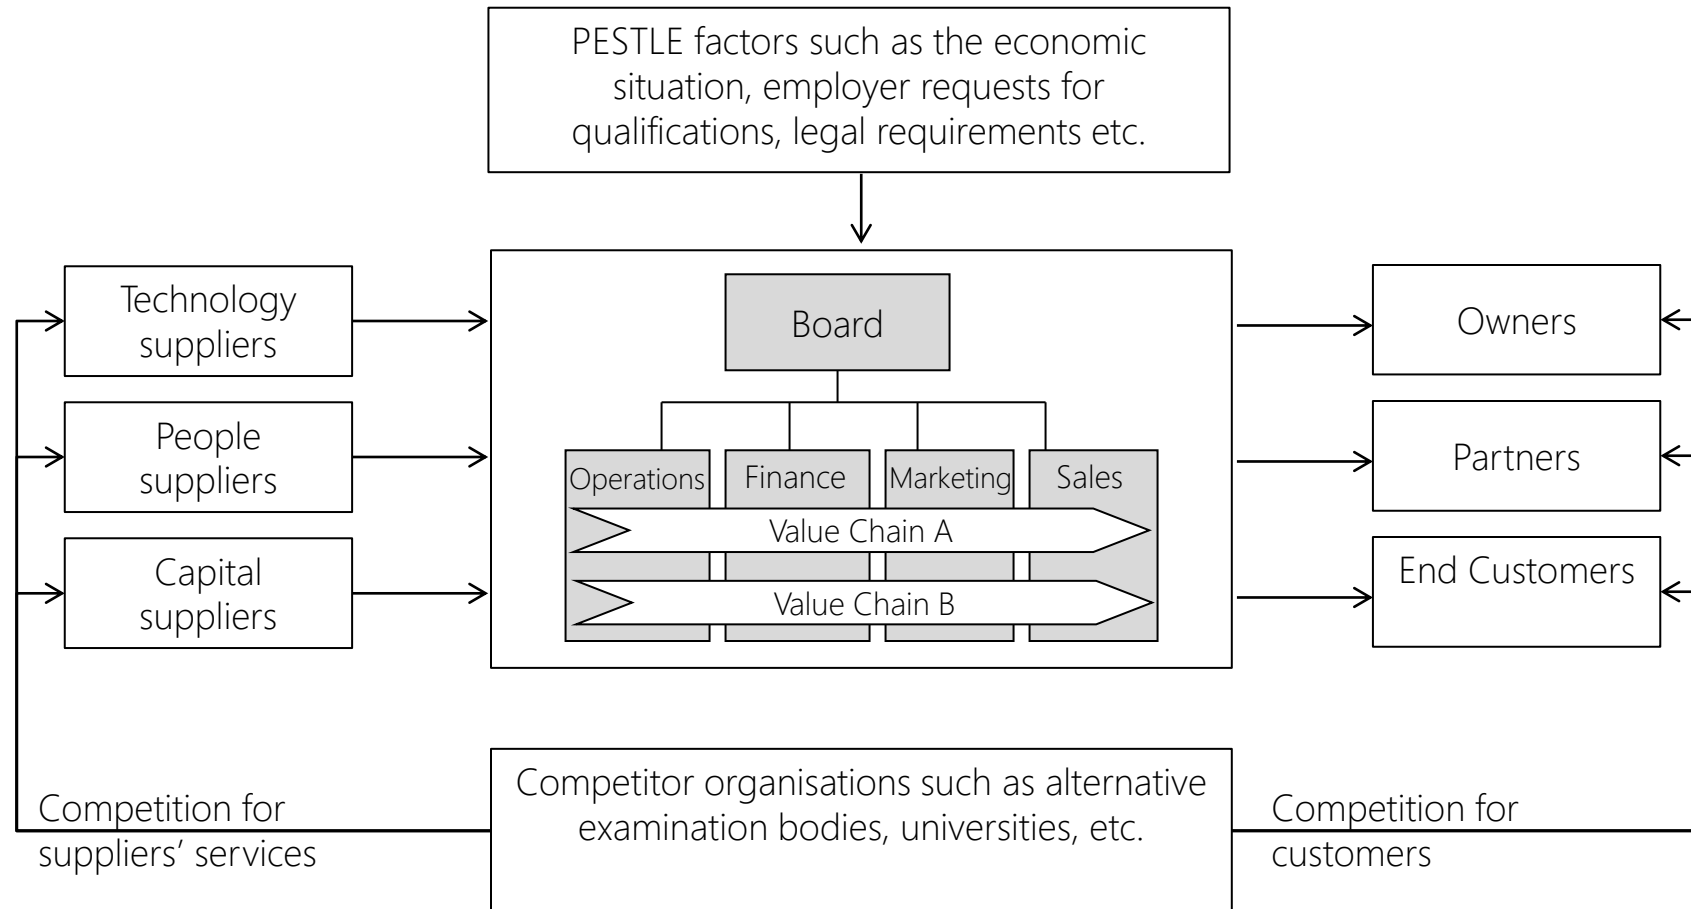 PESTLE factors such as the economic
situation, employer requests for
qualifications, legal requirements etc.
Technology
suppliers
People
suppliers
Capital
suppliers
Board
Operations
Finance
Marketing
Sales
Value Chain A
Value Chain B
Owners
Partners
End Customers
Competition for
suppliers’ services
Competitor organisations such as alternative
examination bodies, universities, etc.
Competition for
customers